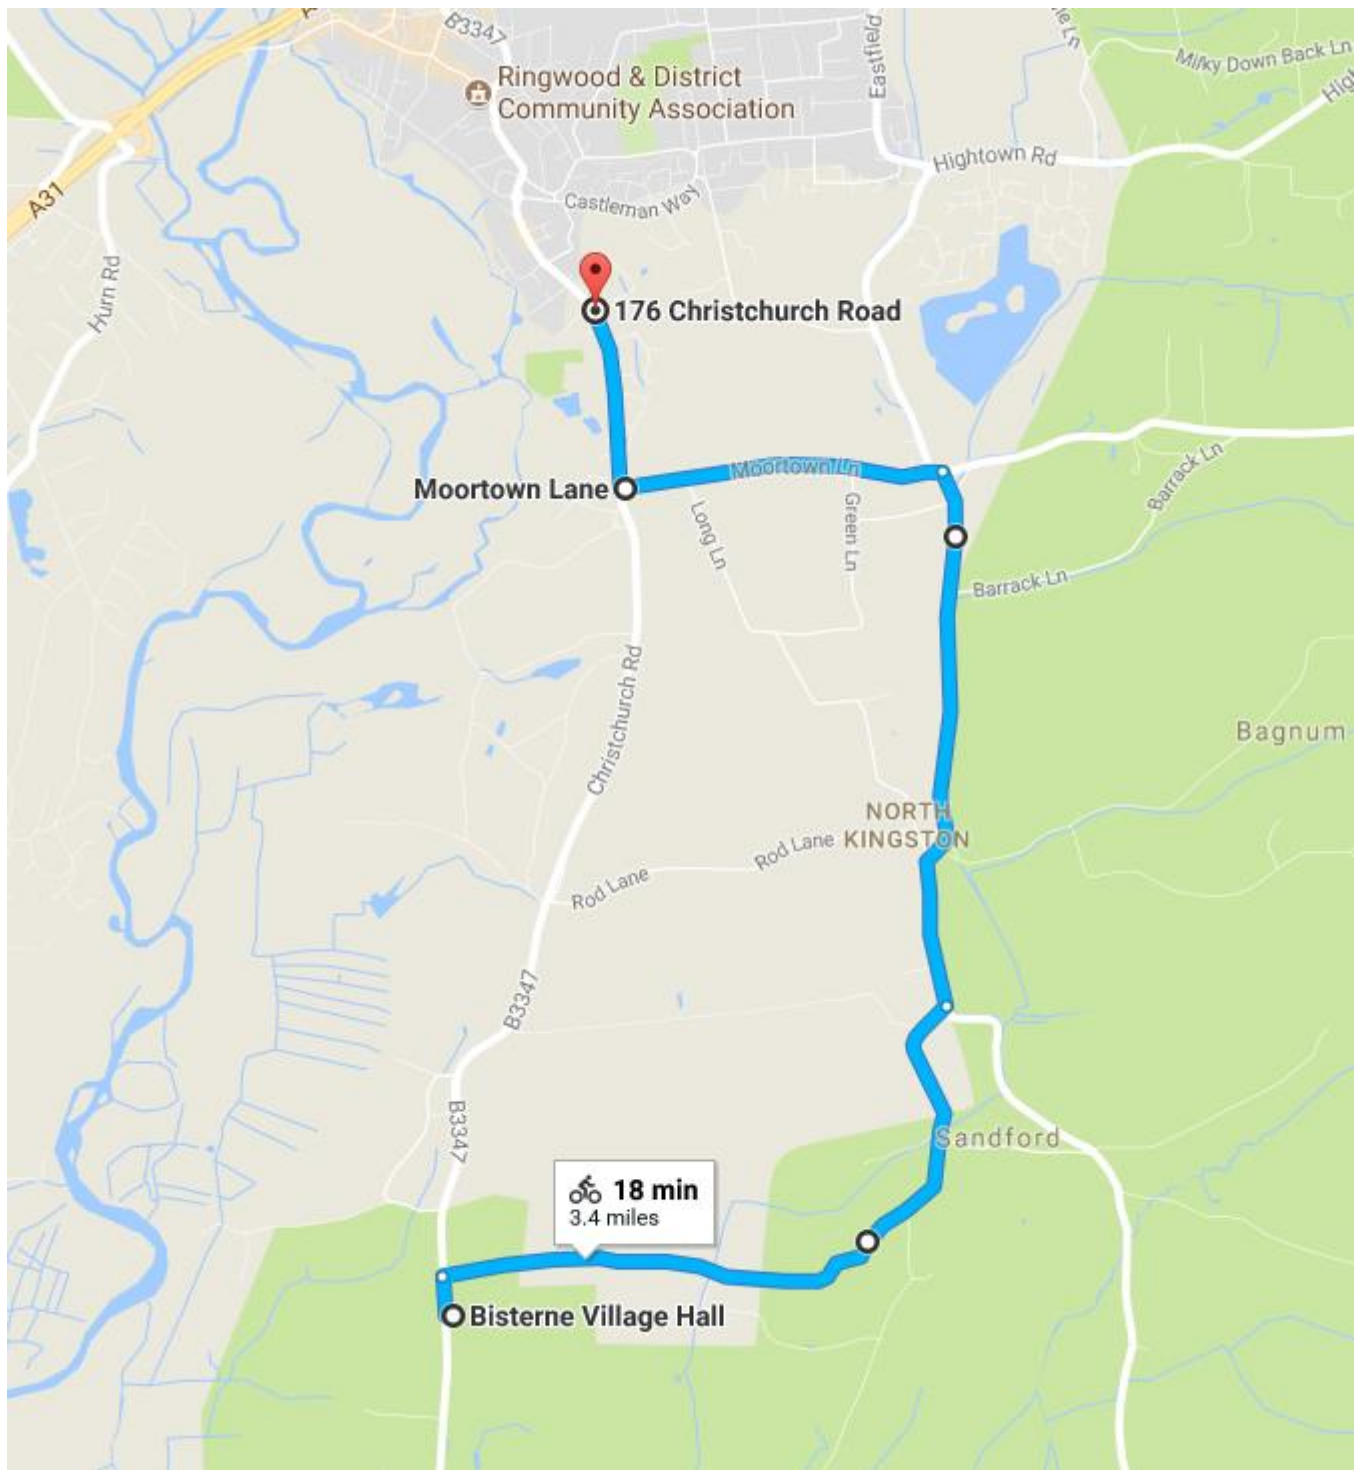 B3347
Ringwood & District
Community Association
Eastfield
Milky Down Back Ln
Hightown Rd
Castleman Way
A31
Hurn Rd
176 Christchurch Road
Moortown Ln
Moortown Lane
Barrack Ln
Long Ln
Green Ln
Barrack Ln
Christchurch Rd
Bagnum
NORTH
KINGSTON
Rod Lane
Rod Lane
B3347
B3347
Sandford
18 min
3.4 miles
Bisterne Village Hall